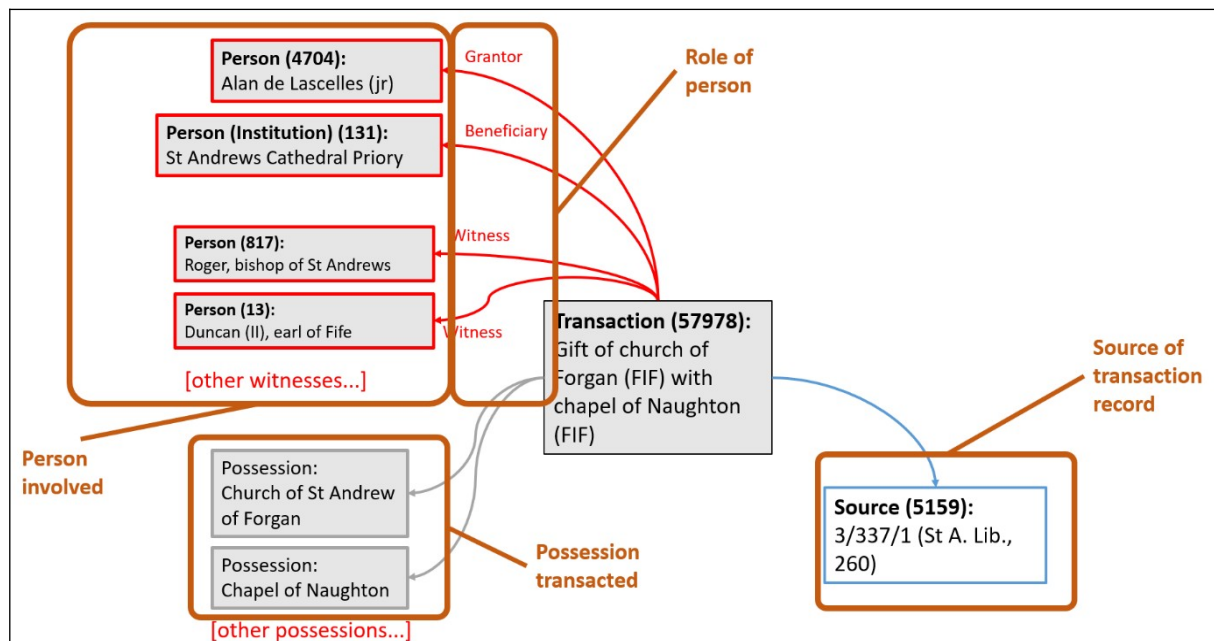 Person (4704):
Alan de Lascelles (jr)
Grantor
Role of
person
Person (Institution) (131):
St Andrews Cathedral Priory
Beneficiary
Person (817):
Roger, bishop of St Andrews
Witness
Person (13):
Duncan (II), earl of Fife
Witness
[other witnesses...]
Transaction (57978):
Gift of church of
Forgan (FIF) with
chapel of Naughton
(FIF)
Source of
transaction
record
Person
involved
Possession:
Church of St Andrew
of Forgan
Possession:
Chapel of Naughton
[other possessions...]
Possession
transacted
Source (5159):
3/337/1 (St A. Lib.,
260)